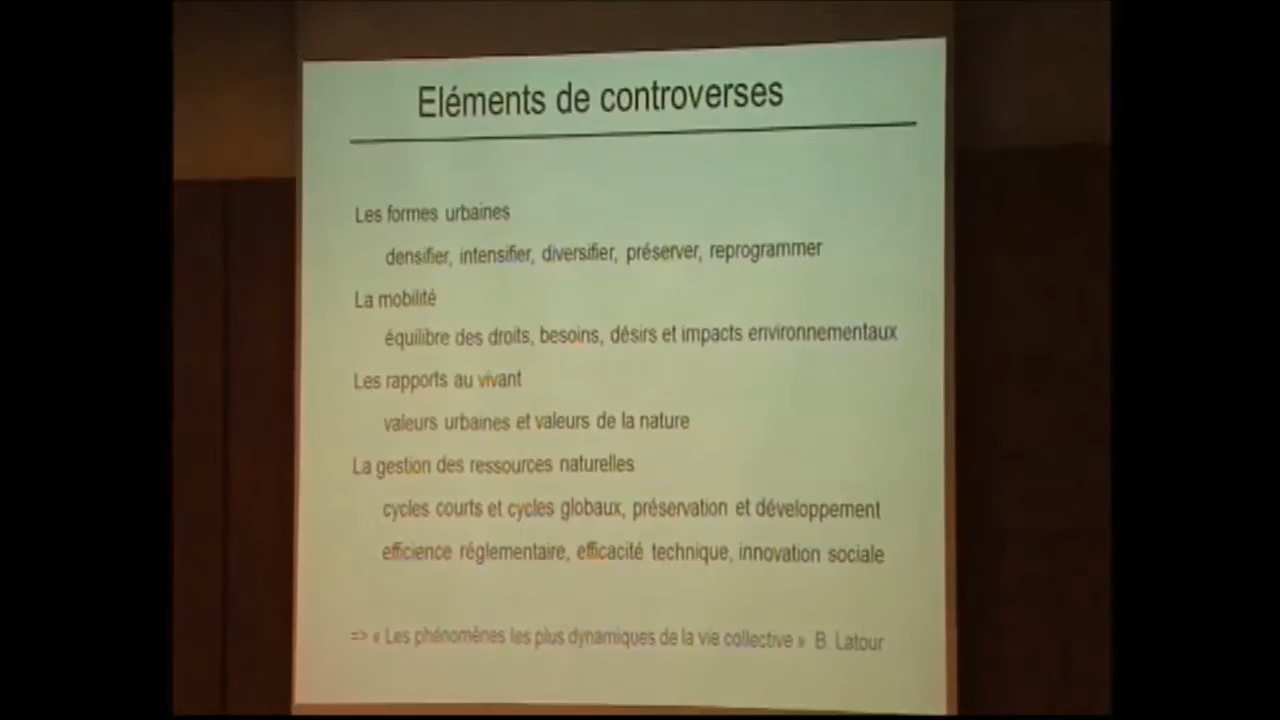 Eléments de controverses
Les formes urbaines
densifier, intensifier, diversifier, préserver, reprogrammer
La mobilité
équilibre des droits, besoins, désirs et impacts environnementaux
Les rapports au vivant
valeurs urbaines et valeurs de la nature
La gestion des ressources naturelles
cycles courts et cycles globaux, préservation et développement
efficience réglementaire, efficacité technique, innovation sociale
=> « Les phénomènes les plus dynamiques de la vie collective » B. Latour